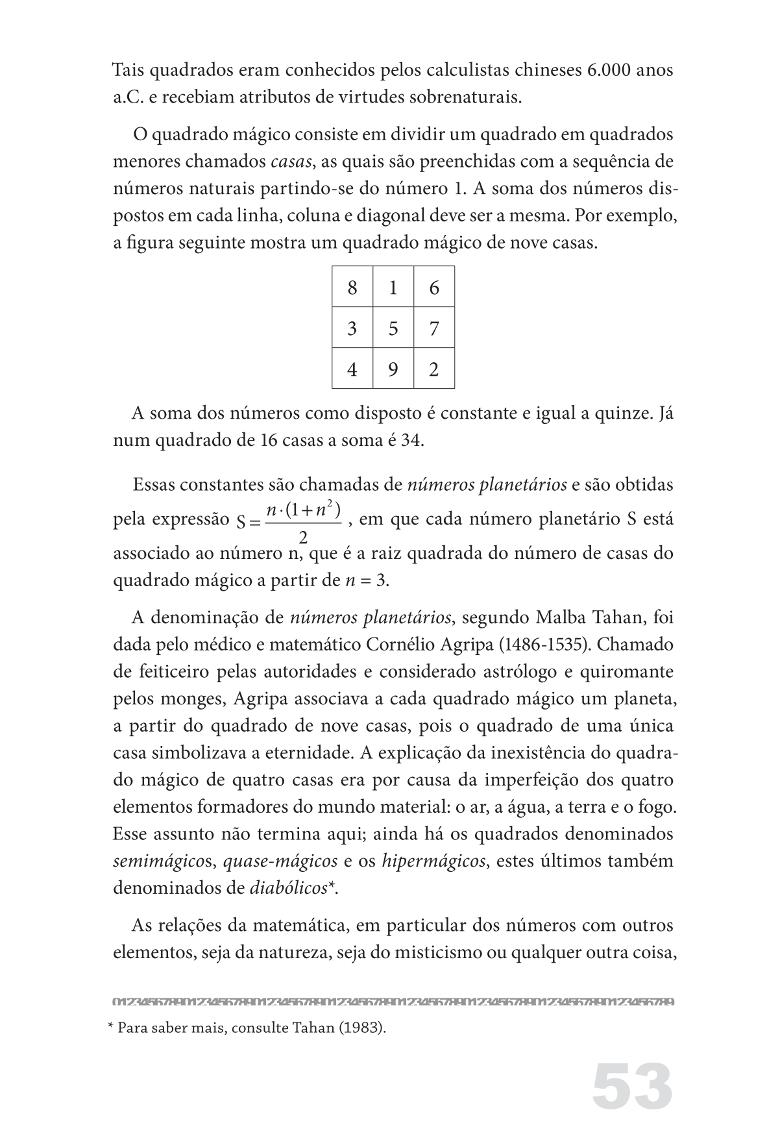 Tais quadrados eram conhecidos pelos calculistas chineses 6.000 anos
a.C. e recebiam atributos de virtudes sobrenaturais.
O quadrado mágico consiste em dividir um quadrado em quadrados
menores chamados casas, as quais são preenchidas com a sequência de
números naturais partindo-se do número 1. A soma dos números dis-
postos em cada linha, coluna e diagonal deve ser a mesma. Por exemplo,
a figura seguinte mostra um quadrado mágico de nove casas.
8 1 6
3 5 7
4 9 2
A soma dos números como disposto é constante e igual a quinze. Já
num quadrado de 16 casas a soma é 34.
Essas constantes são chamadas de números planetários e são obtidas
pela expressão S = n·(1+n²)/2 , em que cada número planetário S está
associado ao número n, que é a raiz quadrada do número de casas do
quadrado mágico a partir de n = 3.
A denominação de números planetários, segundo Malba Tahan, foi
dada pelo médico e matemático Cornélio Agripa (1486-1535). Chamado
de feiticeiro pelas autoridades e considerado astrólogo e quiromante
pelos monges, Agripa associava a cada quadrado mágico um planeta,
a partir do quadrado de nove casas, pois o quadrado de uma única
casa simbolizava a eternidade. A explicação da inexistência do quadra-
do mágico de quatro casas era por causa da imperfeição dos quatro
elementos formadores do mundo material: o ar, a água, a terra e o fogo.
Esse assunto não termina aqui; ainda há os quadrados denominados
semimágicos, quase-mágicos e os hipermágicos, estes últimos também
denominados de diabólicos*.
As relações da matemática, em particular dos números com outros
elementos, seja da natureza, seja do misticismo ou qualquer outra coisa,
01234567890123456789012345678901234567890123456789012345678901234567890123456789
* Para saber mais, consulte Tahan (1983).
53